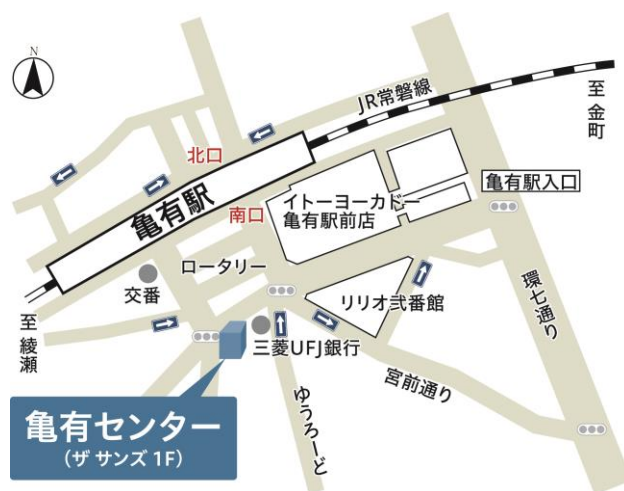 N
JR常磐線
至 金町
北口
亀有駅
南口
イトーヨーカドー
亀有駅前店
亀有駅入口
ロータリー
交番
リリオ弐番館
環七通り
至 綾瀬
三菱UFJ銀行
宮前通り
ゆうろーど
亀有センター
（ザ サンズ 1F）